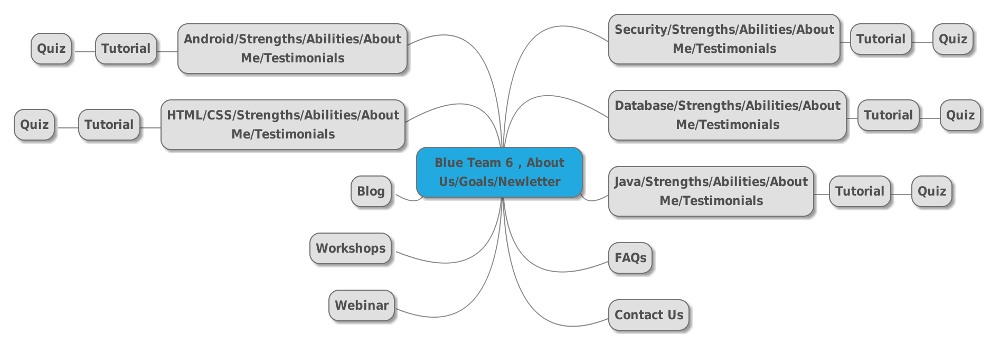 Quiz
Tutorial
Android/Strengths/Abilities/About
Me/Testimonials
Quiz
Tutorial
HTML/CSS/Strengths/Abilities/About
Me/Testimonials
Blog
Workshops
Webinar
Blue Team 6 , About
Us/Goals/Newletter
Security/Strengths/Abilities/About
Me/Testimonials
Tutorial
Quiz
Database/Strengths/Abilities/About
Me/Testimonials
Tutorial
Quiz
Java/Strengths/Abilities/About
Me/Testimonials
Tutorial
Quiz
FAQs
Contact Us